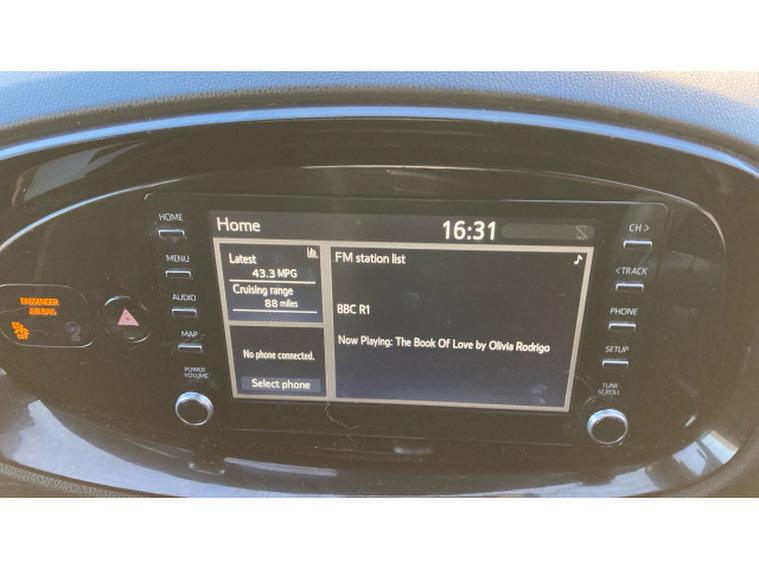 HOME
MENU
AUDIO
MAP
POWER
VOLUME
PASSENGER
AIRBAG
OFF
Home
16:31
Latest
43.3 MPG
Cruising range
88 miles
No phone connected.
Select phone
FM station list
BBC R1
Now Playing: The Book Of Love by Olivia Rodrigo
CH >
< TRACK
PHONE
SETUP
TUNE
SCROLL